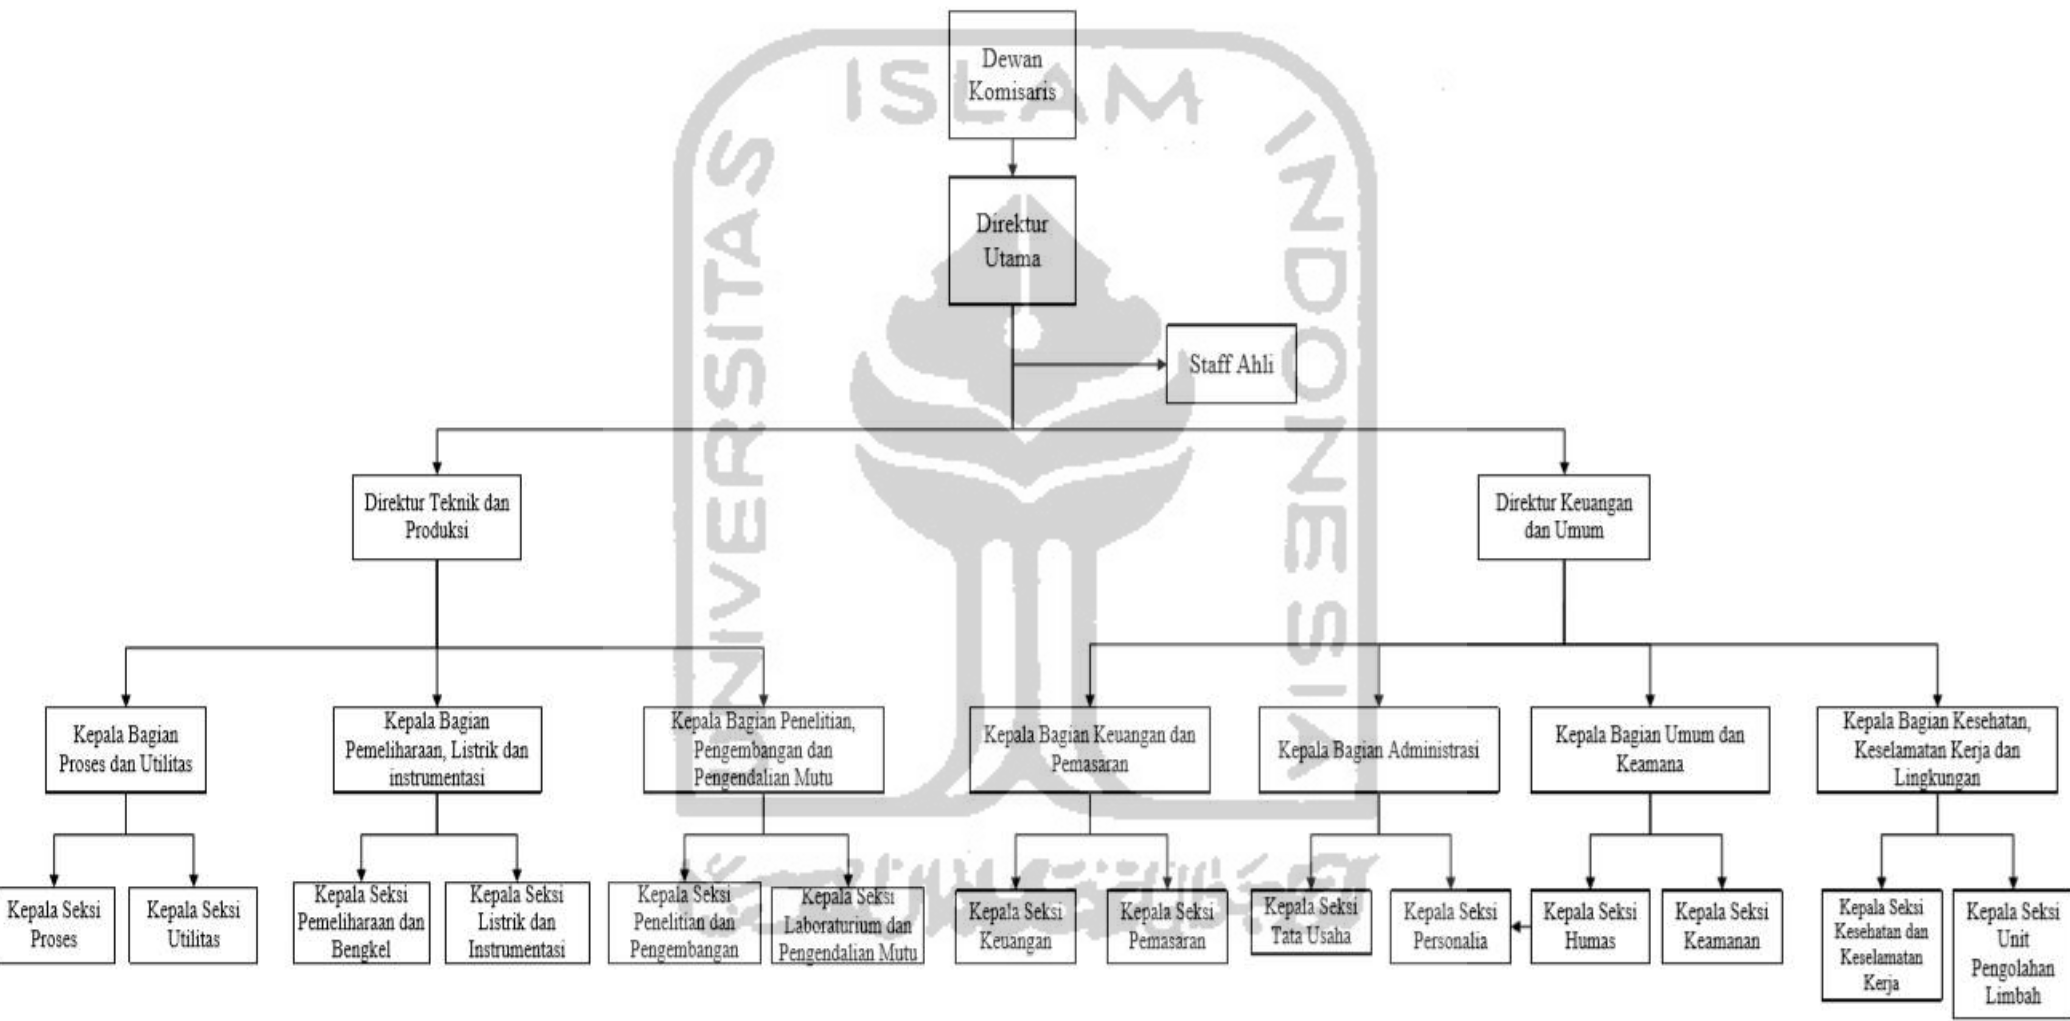 Dewan
Komisaris
Direktur
Utama
Staff Ahli
Direktur Teknik dan
Produksi
Direktur Keuangan
dan Umum
Kepala Bagian
Proses dan Utilitas
Kepala Bagian
Pemeliharaan, Listrik dan
instrumentasi
Kepala Bagian Penelitian,
Pengembangan dan
Pengendalian Mutu
Kepala Bagian Keuangan dan
Pemasaran
Kepala Bagian Administrasi
Kepala Bagian Umum dan
Keamana
Kepala Bagian Kesehatan,
Keselamatan Kerja dan
Lingkungan
Kepala Seksi
Proses
Kepala Seksi
Utilitas
Kepala Seksi
Pemeliharaan dan
Bengkel
Kepala Seksi
Listrik dan
Instrumentasi
Kepala Seksi
Penelitian dan
Pengembangan
Kepala Seksi
Laboraturium dan
Pengendalian Mutu
Kepala Seksi
Keuangan
Kepala Seksi
Pemasaran
Kepala Seksi
Tata Usaha
Kepala Seksi
Personalia
Kepala Seksi
Humas
Kepala Seksi
Keamanan
Kepala Seksi
Kesehatan dan
Keselamatan
Kerja
Kepala Seksi
Unit
Pengolahan
Limbah
UNIVERSITAS
ISLAM
INDONESIA